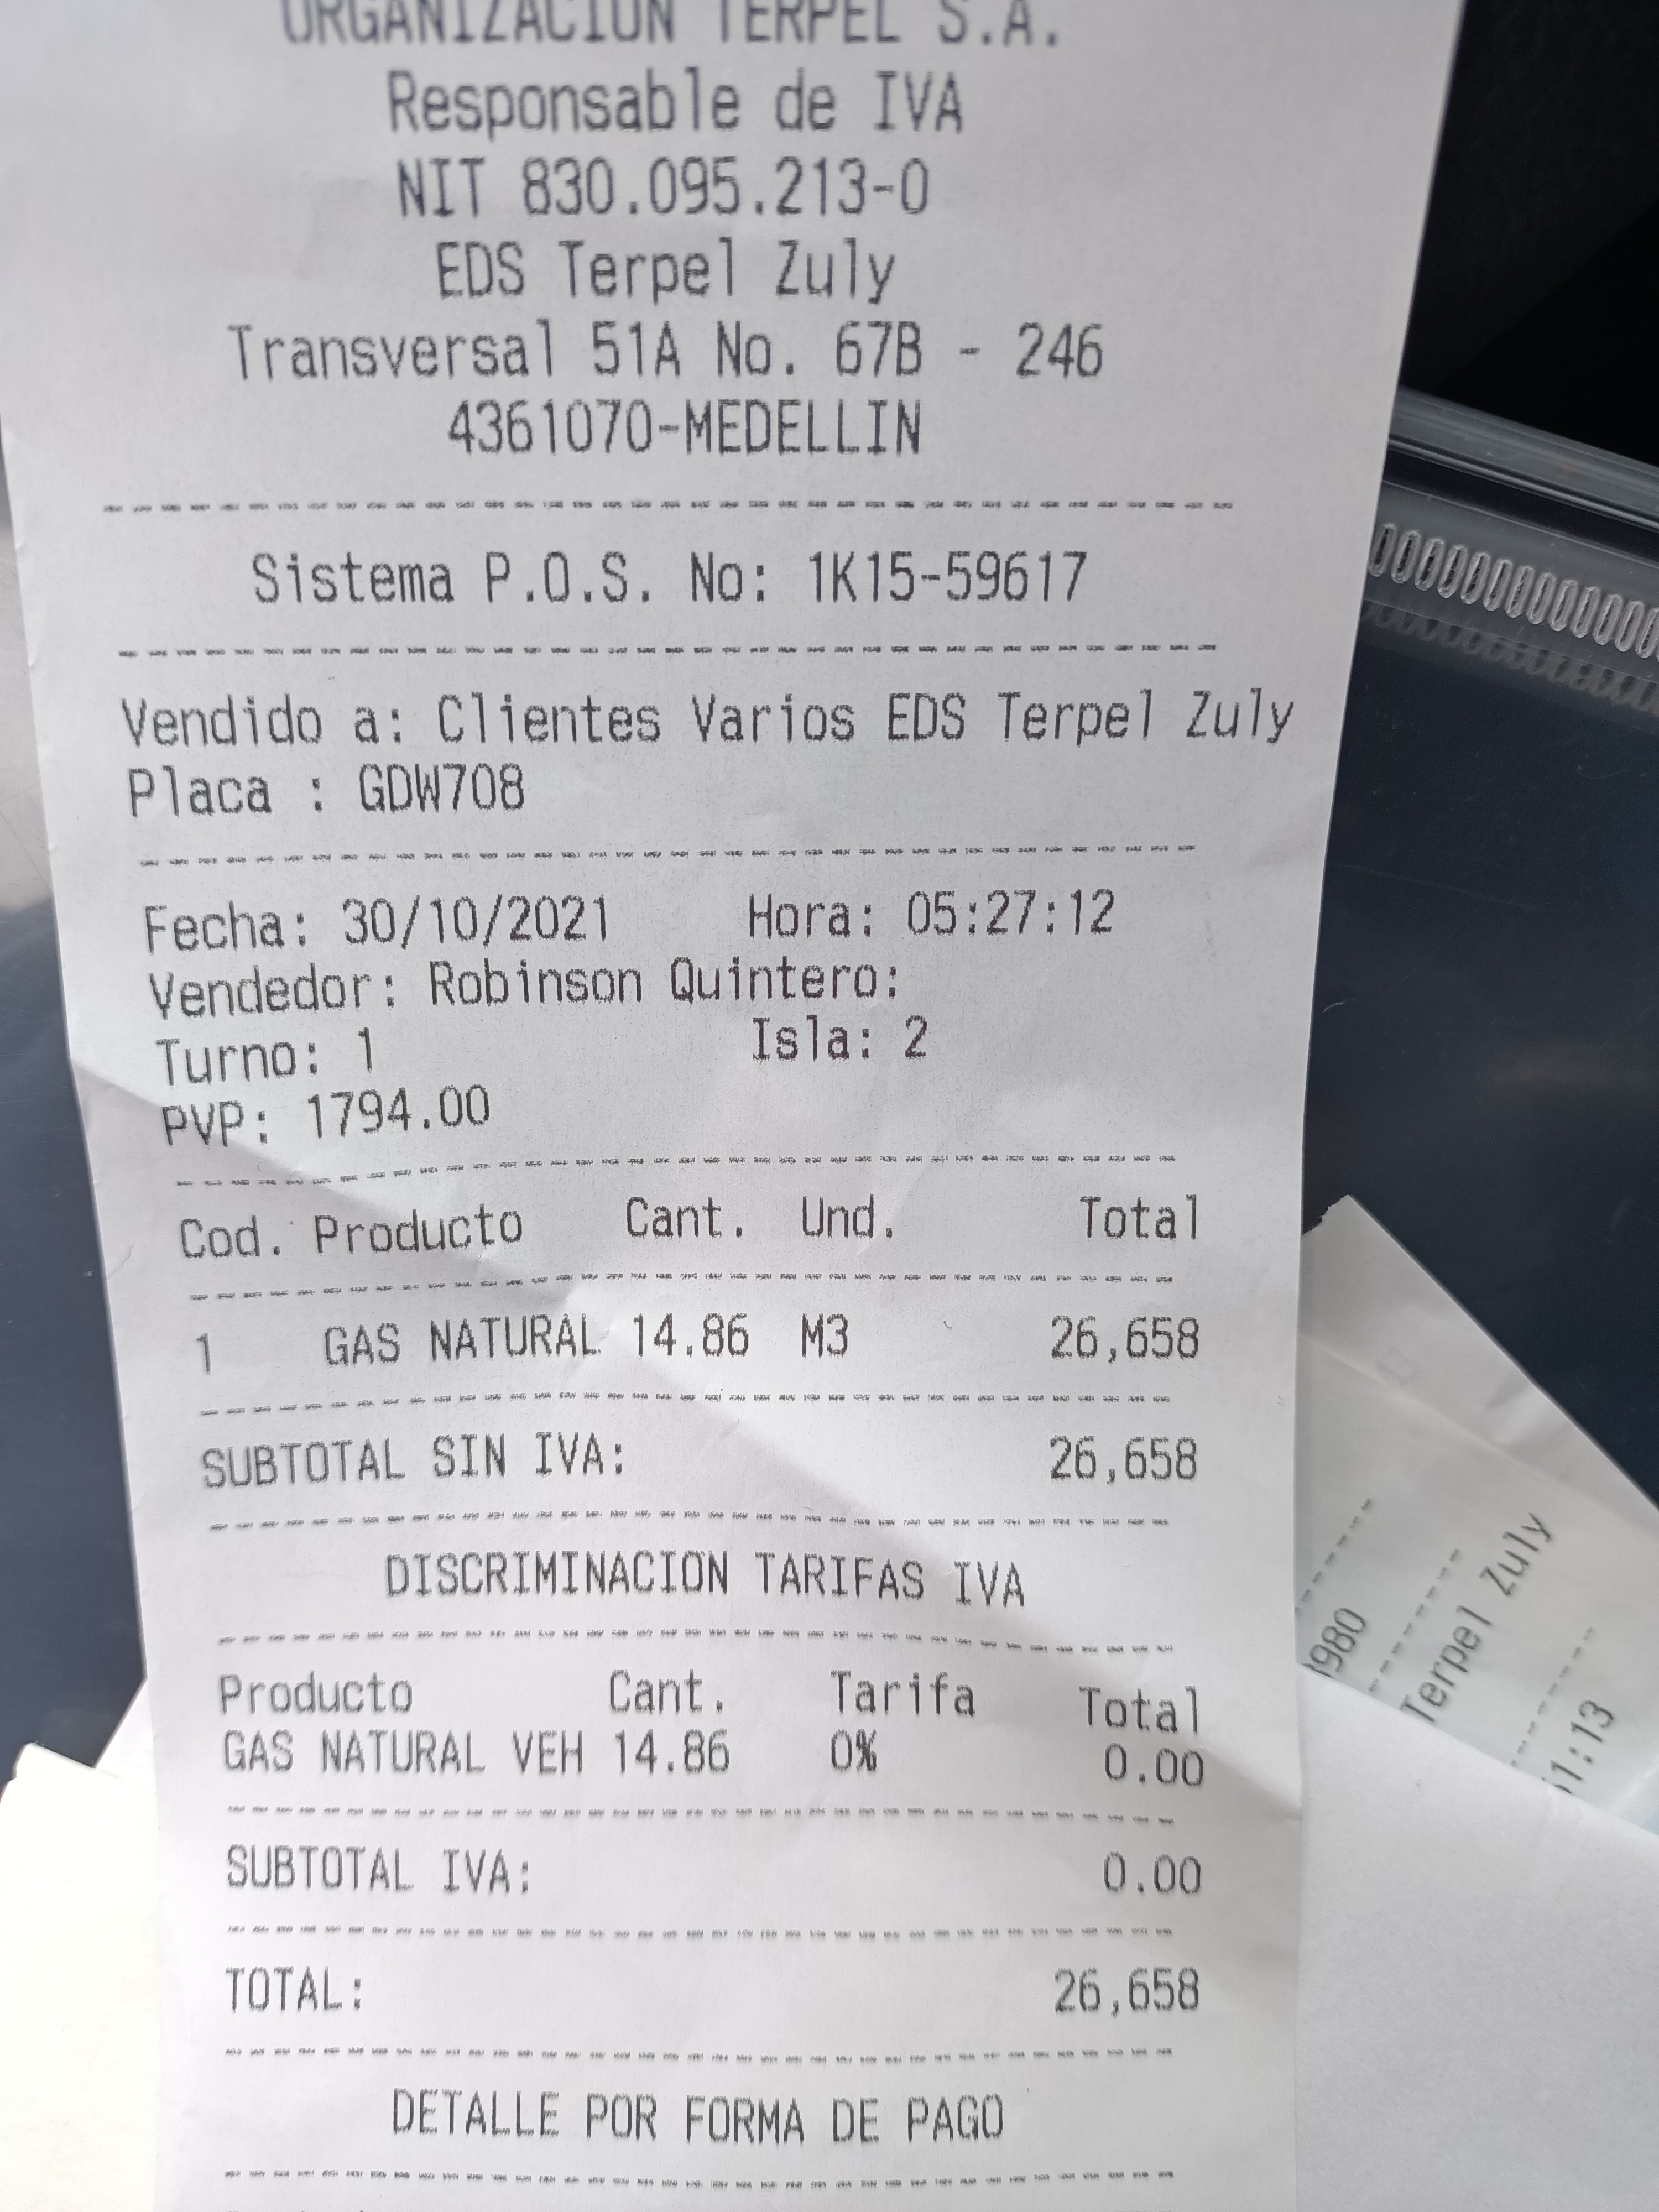 ORGANIZACION TERPEL S.A.
Responsable de IVA
NIT 830.095.213-0
EDS Terpel Zuly
Transversal 51A No. 67B - 246
4361070-MEDELLIN
Sistema P.O.S. No: 1K15-59617
Vendido a: Clientes Varios EDS Terpel Zuly
Placa : GDW708
Fecha: 30/10/2021 Hora: 05:27:12
Vendedor: Robinson Quintero:
Turno: 1 Isla: 2
PVP: 1794.00
Cod. Producto Cant. Und. Total
1 GAS NATURAL 14.86 M3 26,658
SUBTOTAL SIN IVA: 26,658
DISCRIMINACION TARIFAS IVA
Producto Cant. Tarifa Total
GAS NATURAL VEH 14.86 0% 0.00
SUBTOTAL IVA: 0.00
TOTAL: 26,658
DETALLE POR FORMA DE PAGO
980
Terpel Zuly
1:13